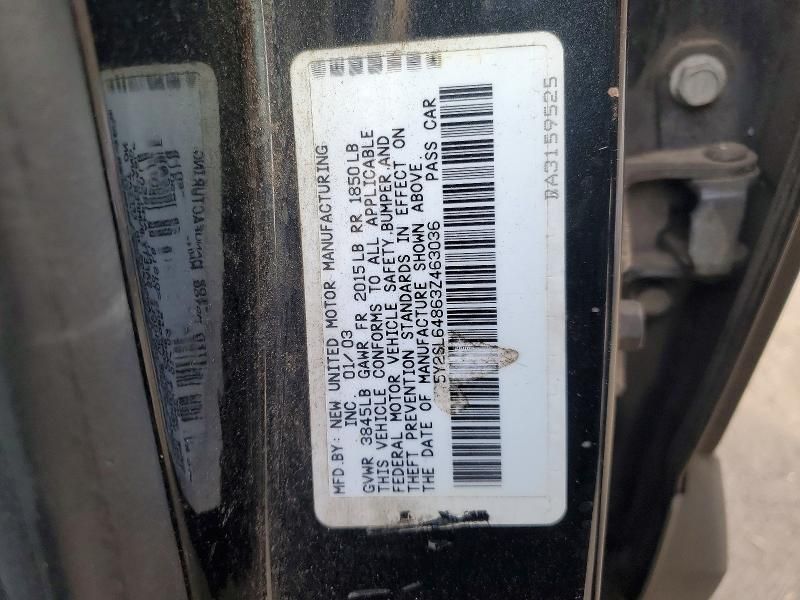 MFD.BY: NEW UNITED MOTOR MANUFACTURING.
INC. 01/03
GVWR 3845LB GAWR FR 2015LB RR 1850LB
THIS VEHICLE CONFORMS TO ALL APPLICABLE
FEDERAL MOTOR VEHICLE SAFETY,BUMPER,AND
THEFT PREVENTION STANDARDS IN EFFECT ON
THE DATE OF MANUFACTURE SHOWN ABOVE.
5Y2SL64863Z463036 PASS CAR
DA3159525